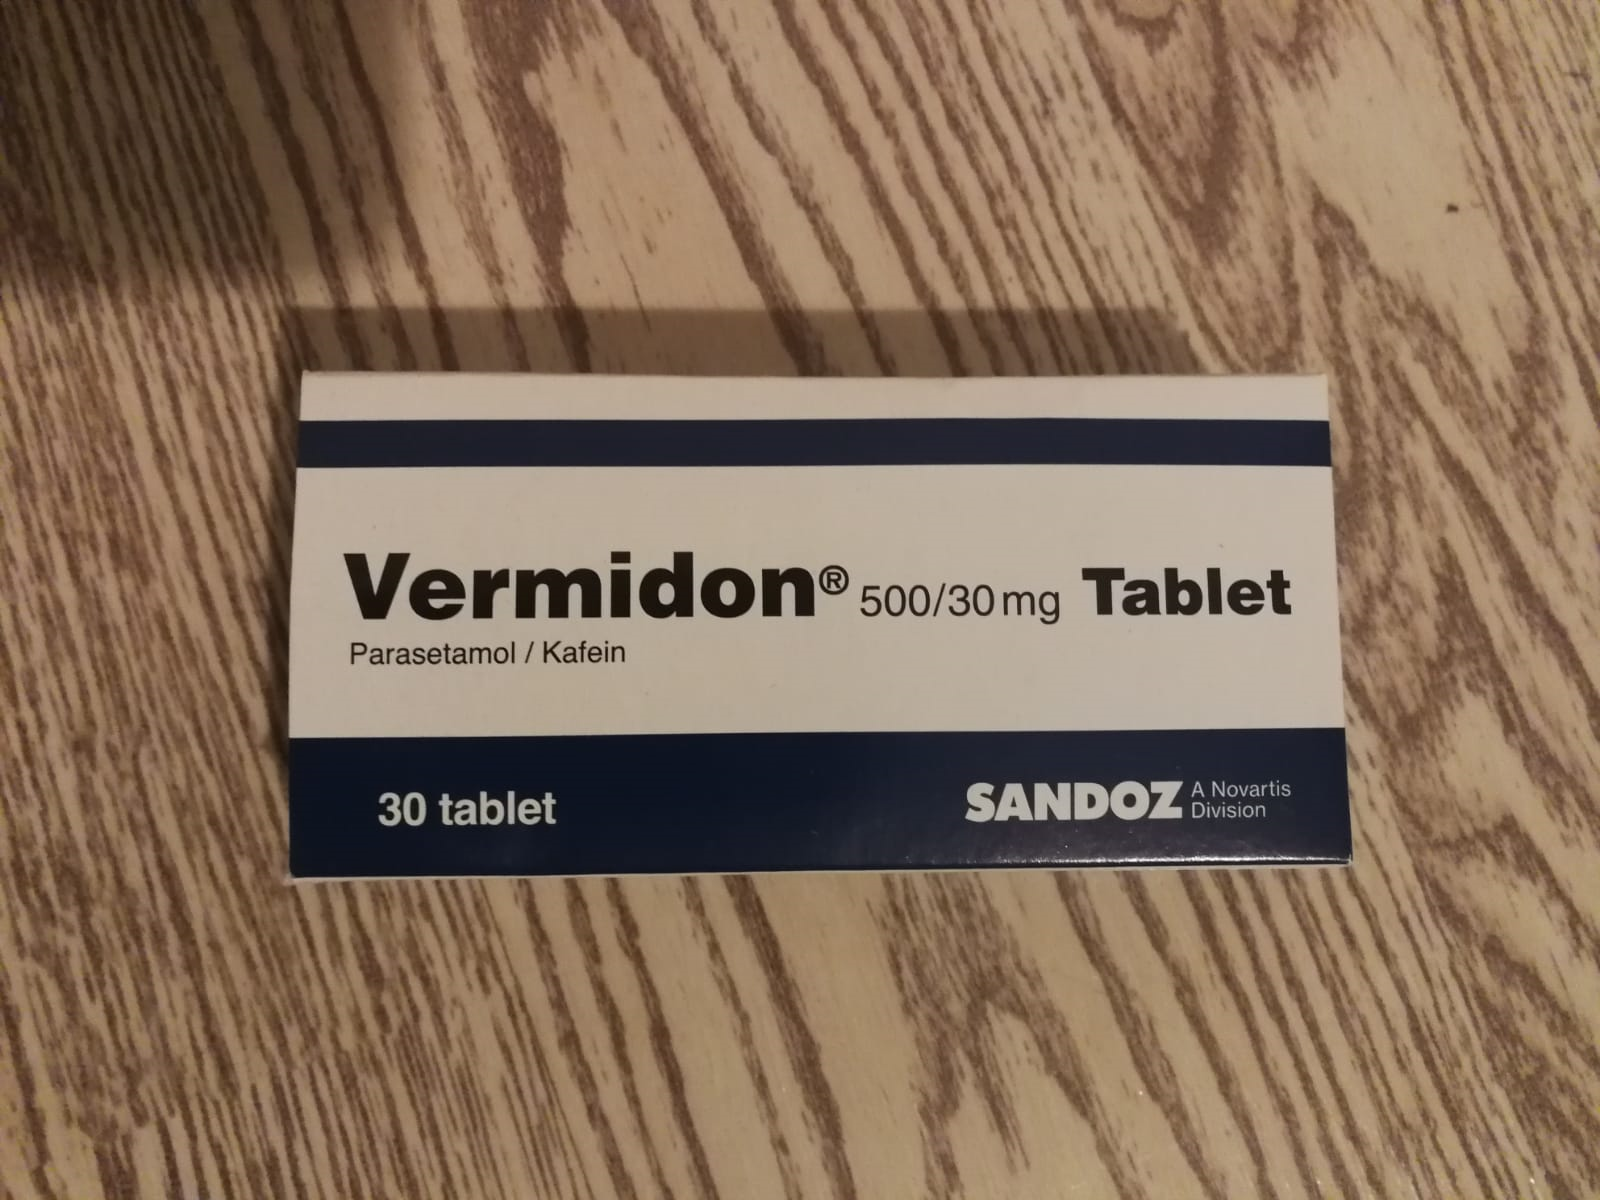 Vermidon® 500/30 mg Tablet
Parasetamol / Kafein
30 tablet
SANDOZ A Novartis
Division